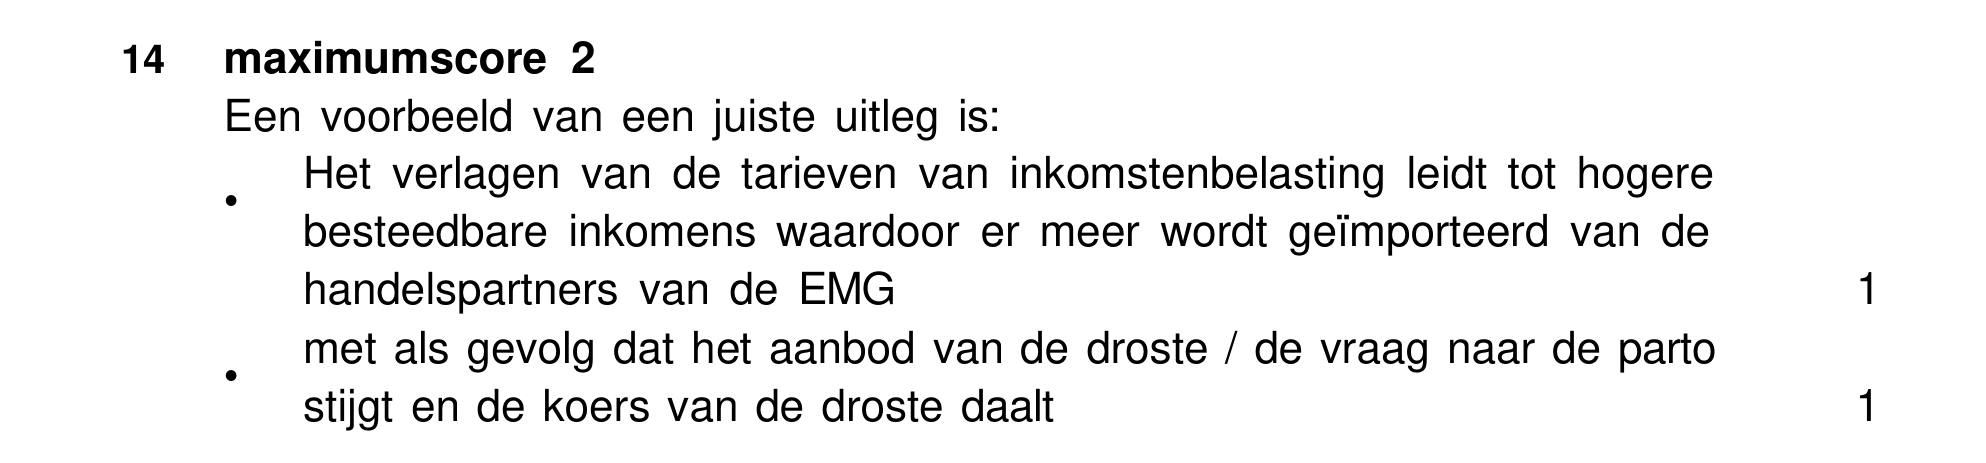 14 maximumscore 2
Een voorbeeld van een juiste uitleg is:
• Het verlagen van de tarieven van inkomstenbelasting leidt tot hogere
besteedbare inkomens waardoor er meer wordt geïmporteerd van de
handelspartners van de EMG 1
• met als gevolg dat het aanbod van de droste / de vraag naar de parto
stijgt en de koers van de droste daalt 1